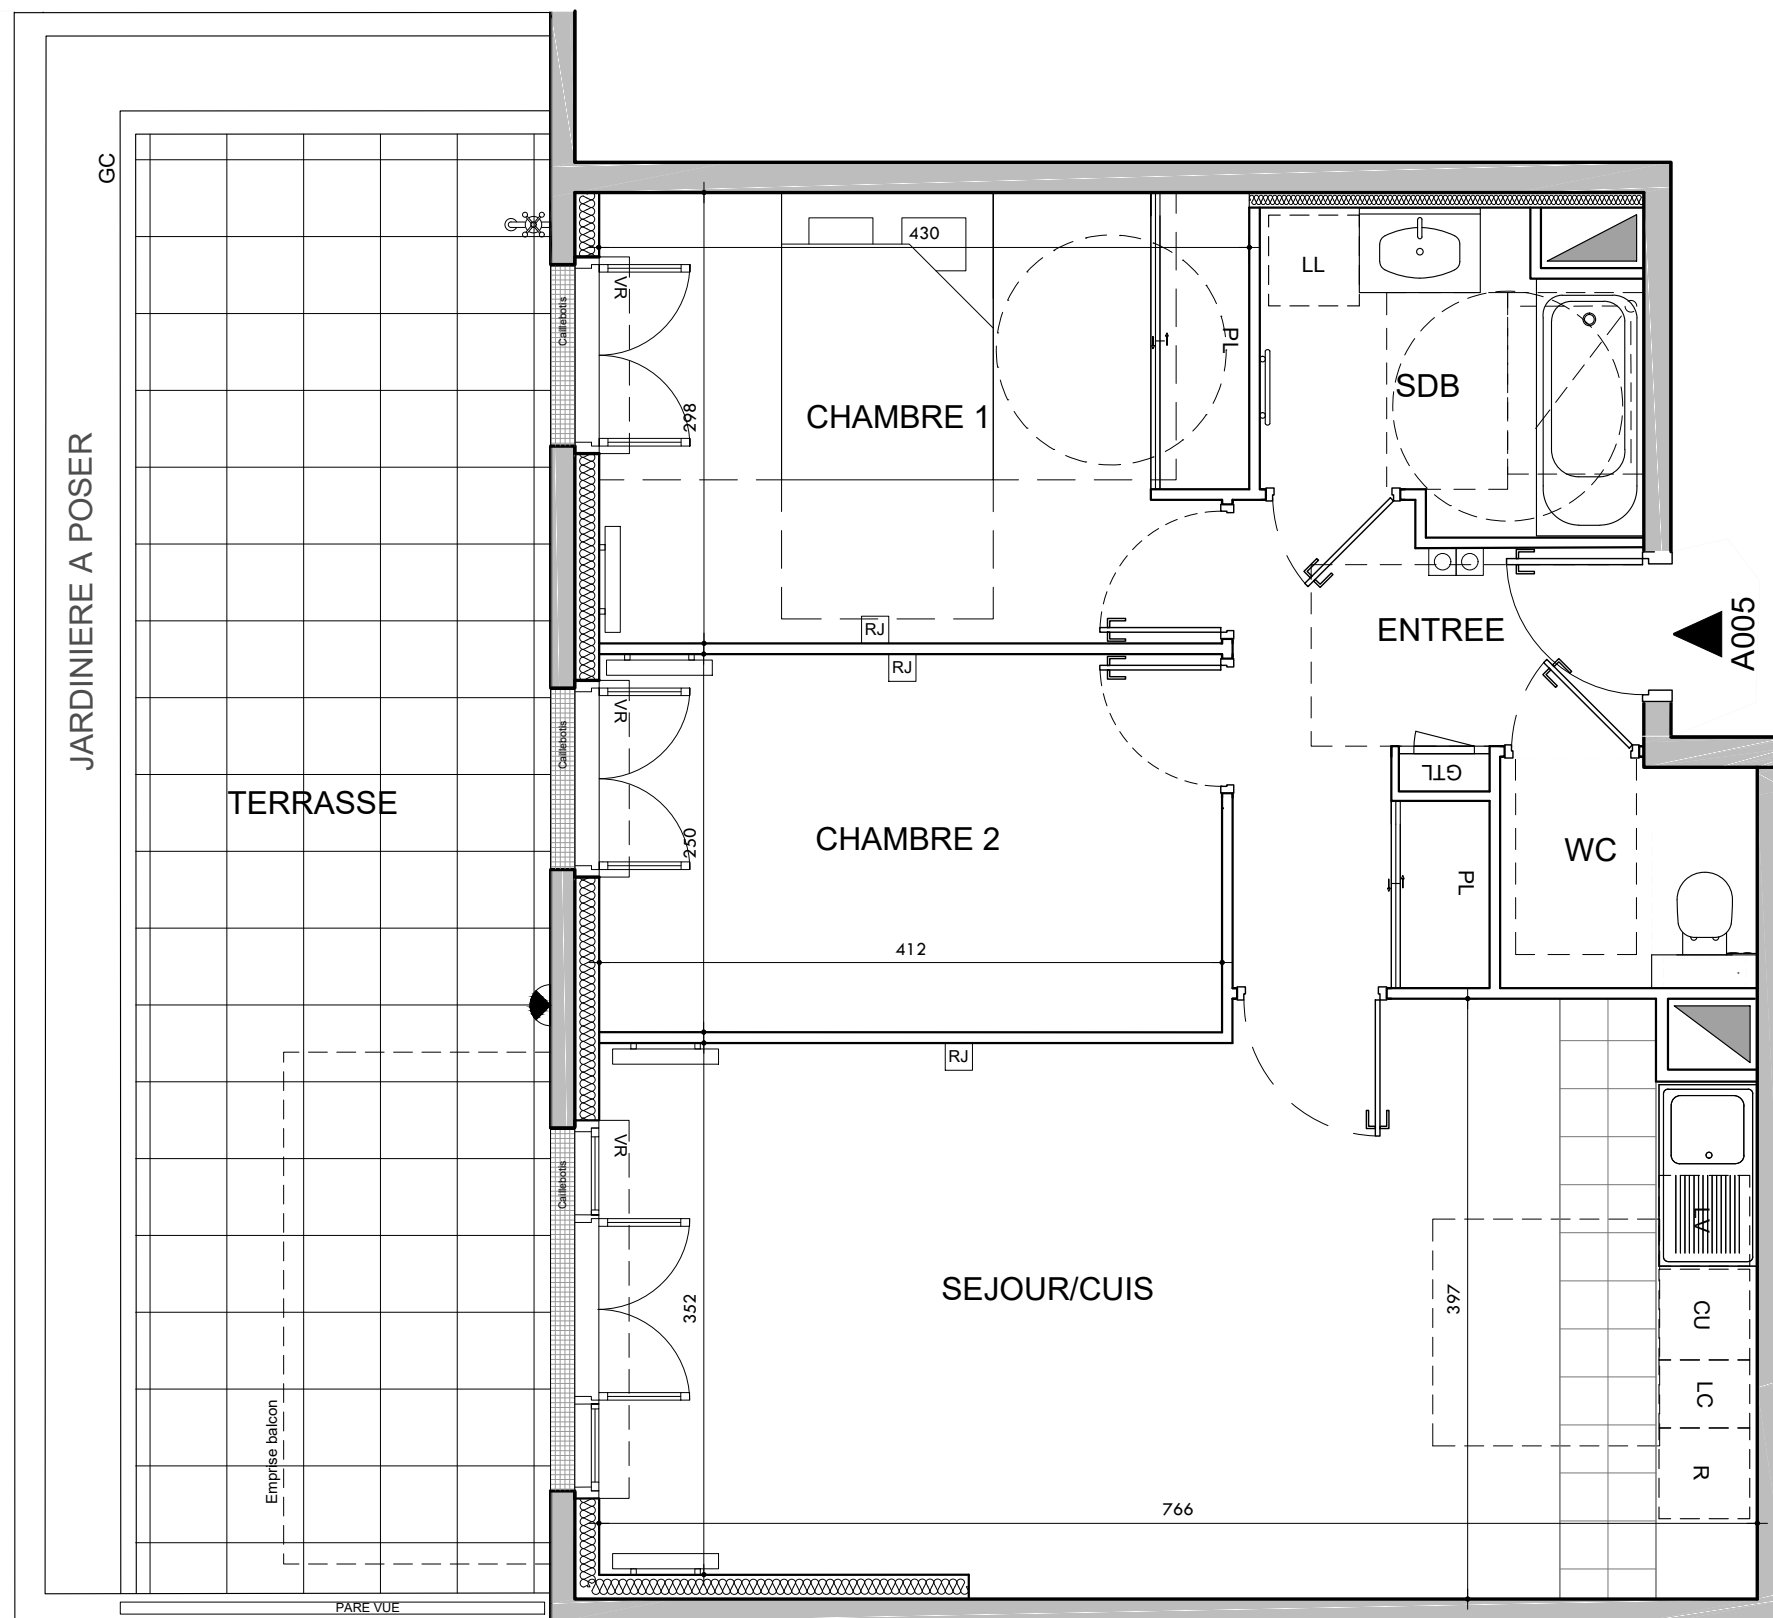 GC
JARDINIERE A POSER
TERRASSE
Emprise balcon
PARE VUE
Caillebotis
VR
430
298
CHAMBRE 1
PL
RJ
LL
SDB
ENTREE
A005
RJ
Caillebotis
VR
250
CHAMBRE 2
412
GTL
PL
WC
RJ
Caillebotis
VR
352
SEJOUR/CUIS
397
766
LV
CU
LC
R